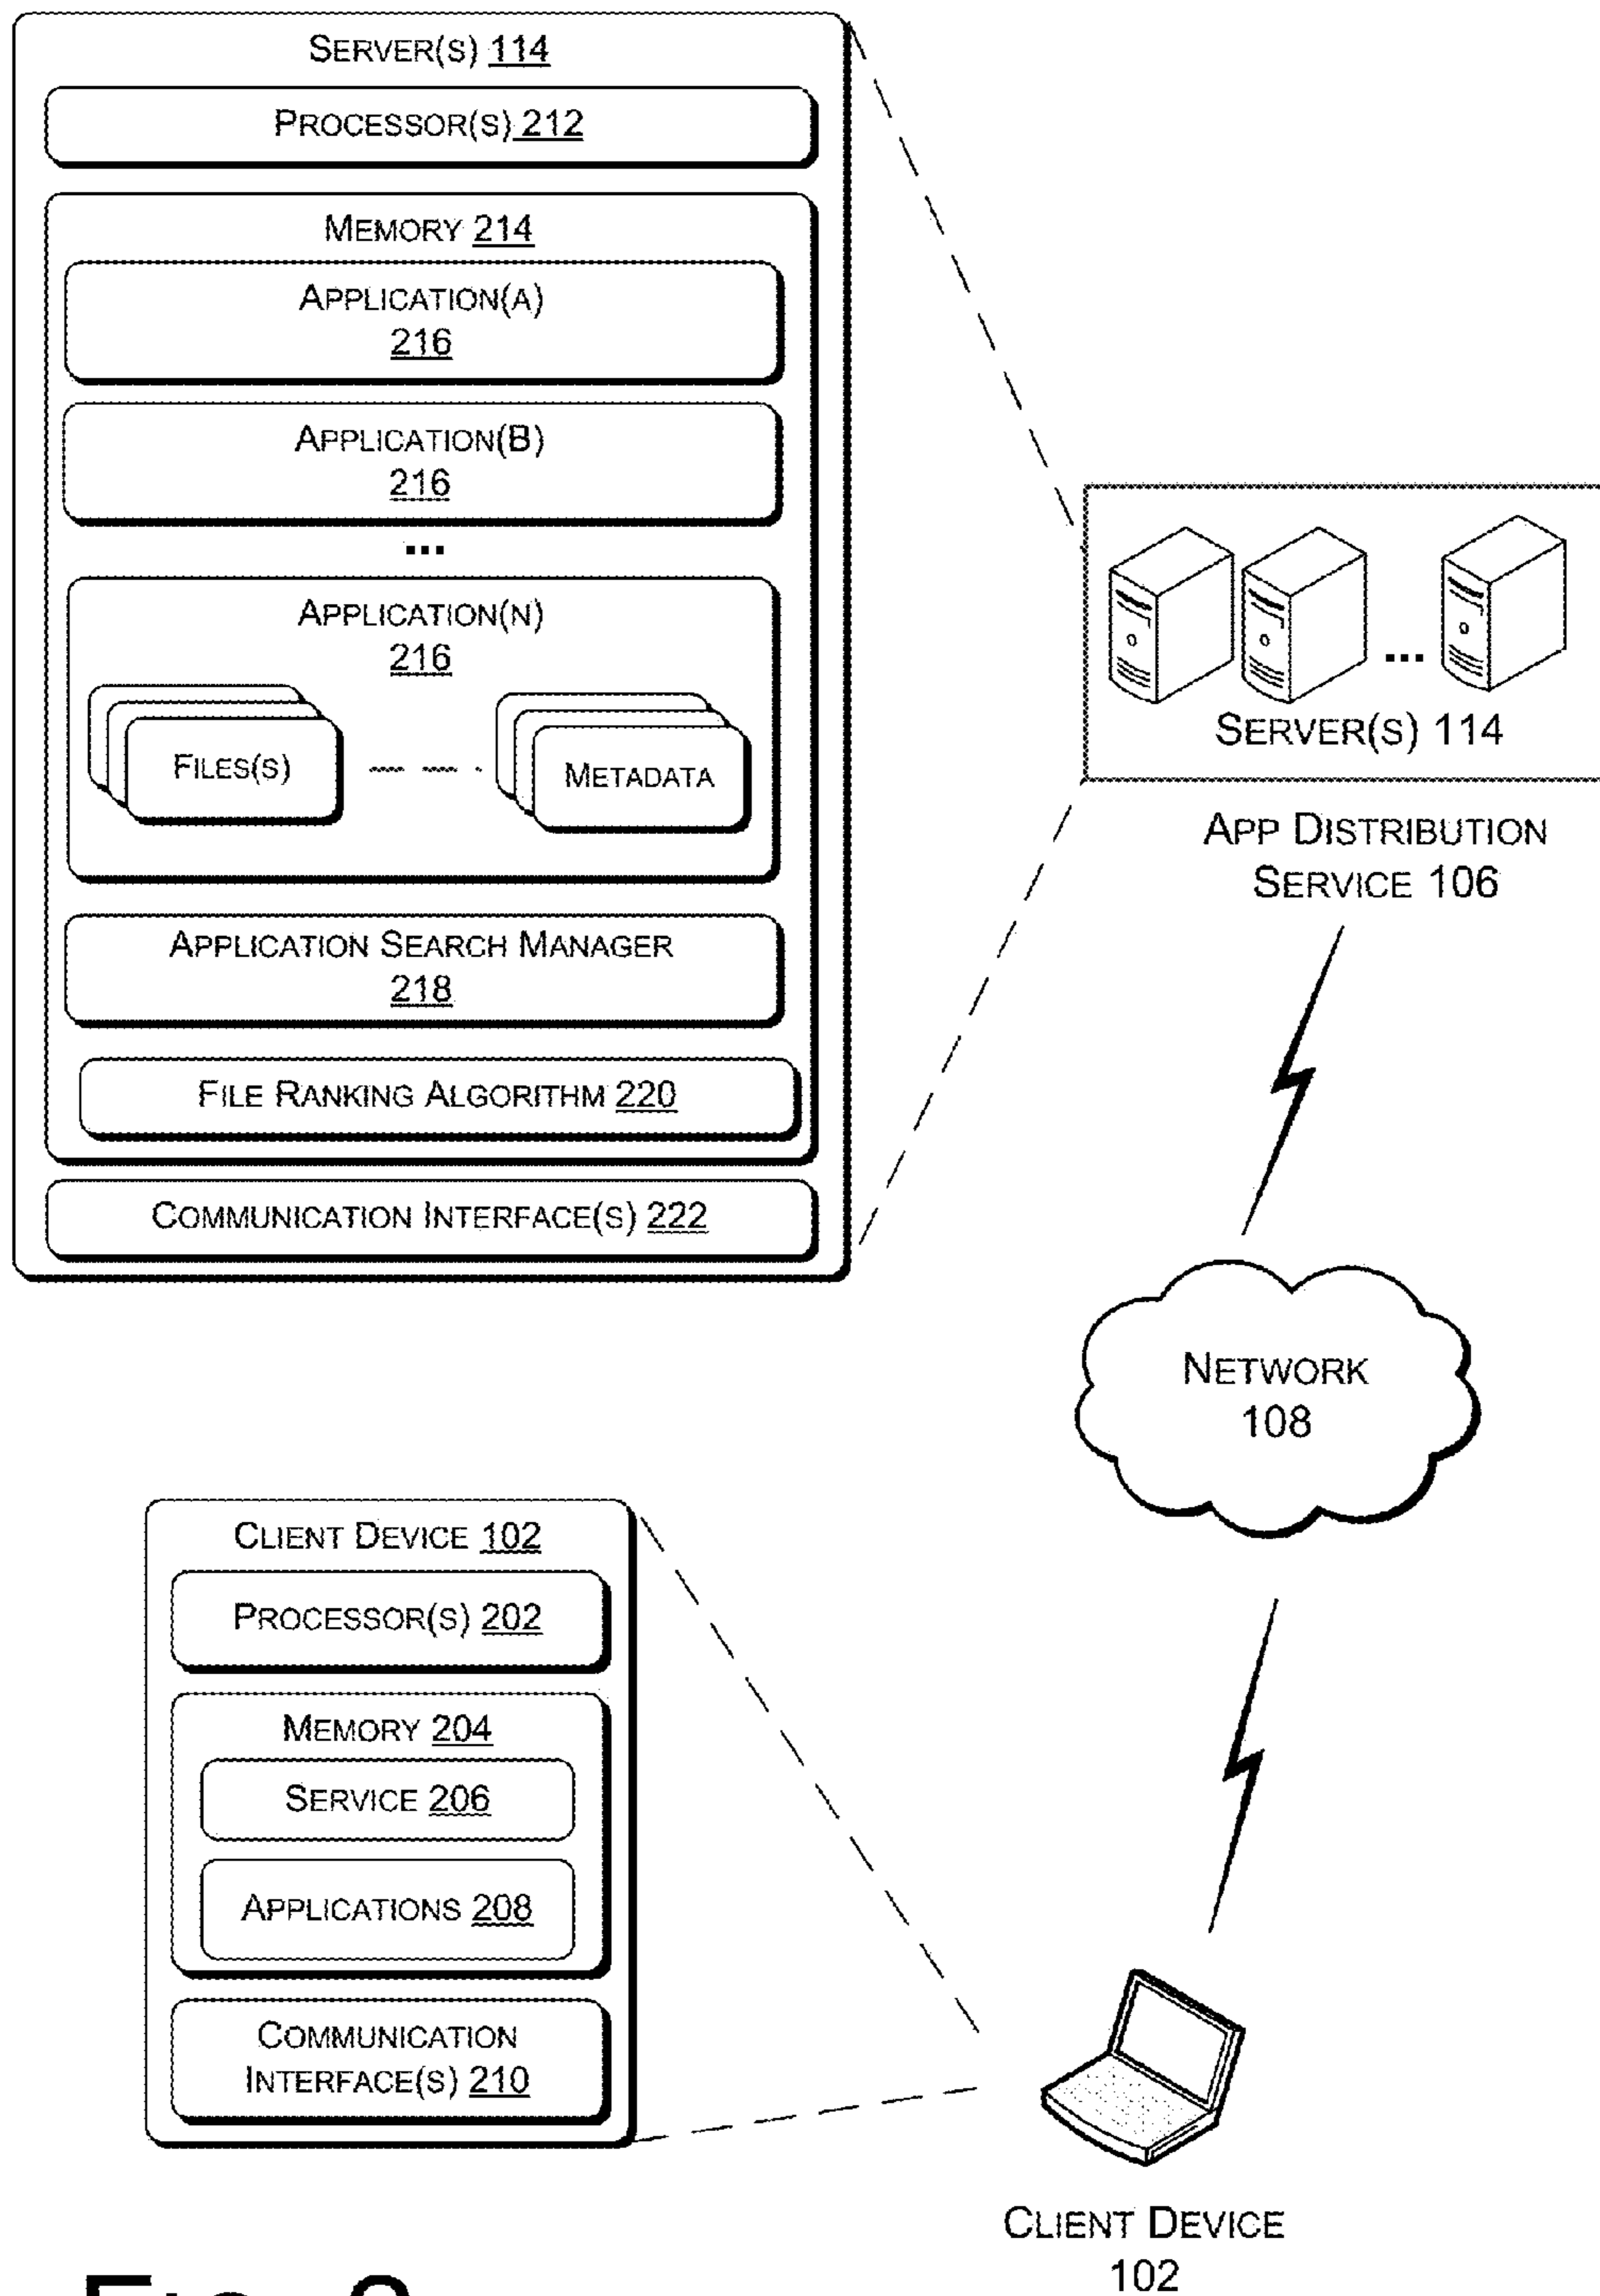 SERVER(S) 114
PROCESSOR(S) 212
MEMORY 214
APPLICATION(A)
216
APPLICATION(B)
216
...
APPLICATION(N)
216
FILES(S)
METADATA
APPLICATION SEARCH MANAGER
218
FILE RANKING ALGORITHM 220
COMMUNICATION INTERFACE(S) 222
...
SERVER(S) 114
APP DISTRIBUTION
SERVICE 106
NETWORK
108
CLIENT DEVICE 102
PROCESSOR(S) 202
MEMORY 204
SERVICE 206
APPLICATIONS 208
COMMUNICATION
INTERFACE(S) 210
CLIENT DEVICE
102